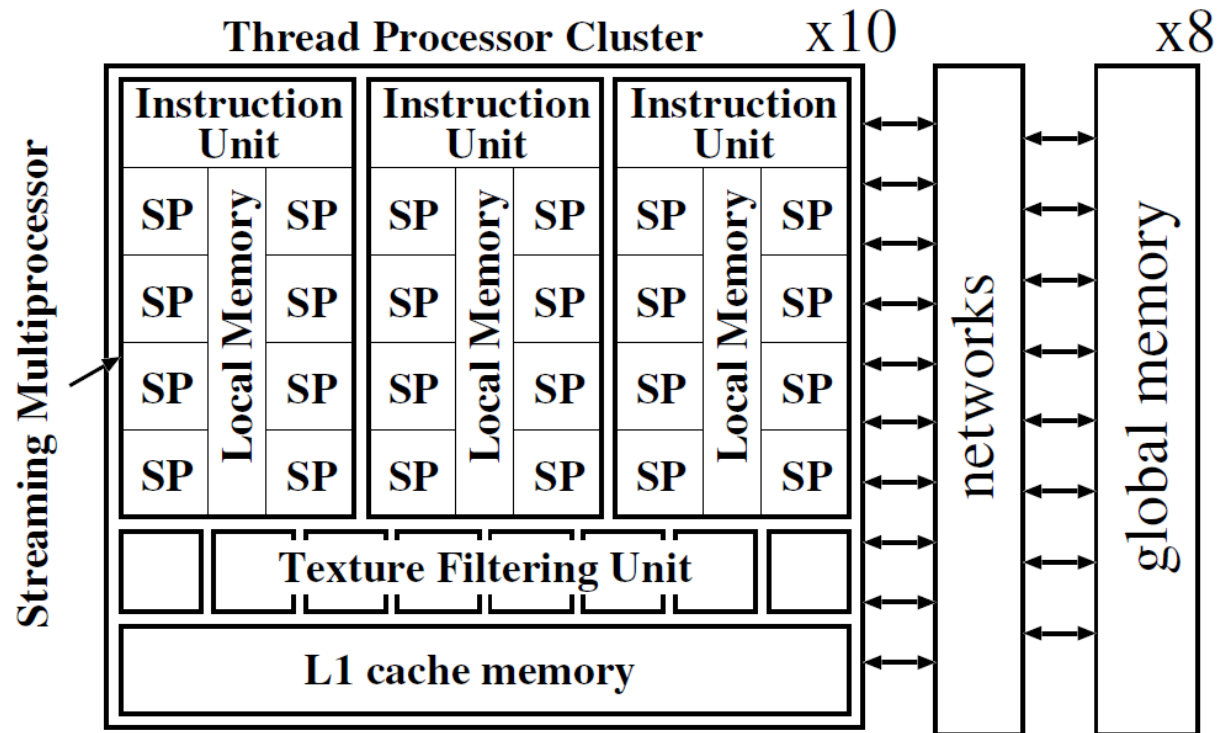 Thread Processor Cluster
x10
x8
Streaming Multiprocessor
Instruction
Unit
Instruction
Unit
Instruction
Unit
SP
SP
SP
SP
Local Memory
SP
SP
SP
SP
SP
SP
SP
SP
Local Memory
SP
SP
SP
SP
SP
SP
SP
SP
Local Memory
SP
SP
SP
SP
Texture Filtering Unit
L1 cache memory
networks
global memory